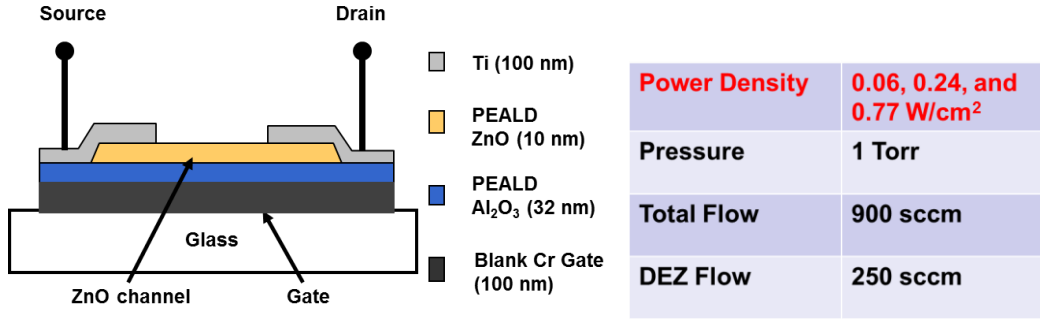 Source
Drain
Ti (100 nm)
PEALD
ZnO (10 nm)
PEALD
Al₂O₃ (32 nm)
Blank Cr Gate
(100 nm)
Glass
ZnO channel
Gate
Power Density
0.06, 0.24, and
0.77 W/cm²
Pressure
1 Torr
Total Flow
900 sccm
DEZ Flow
250 sccm